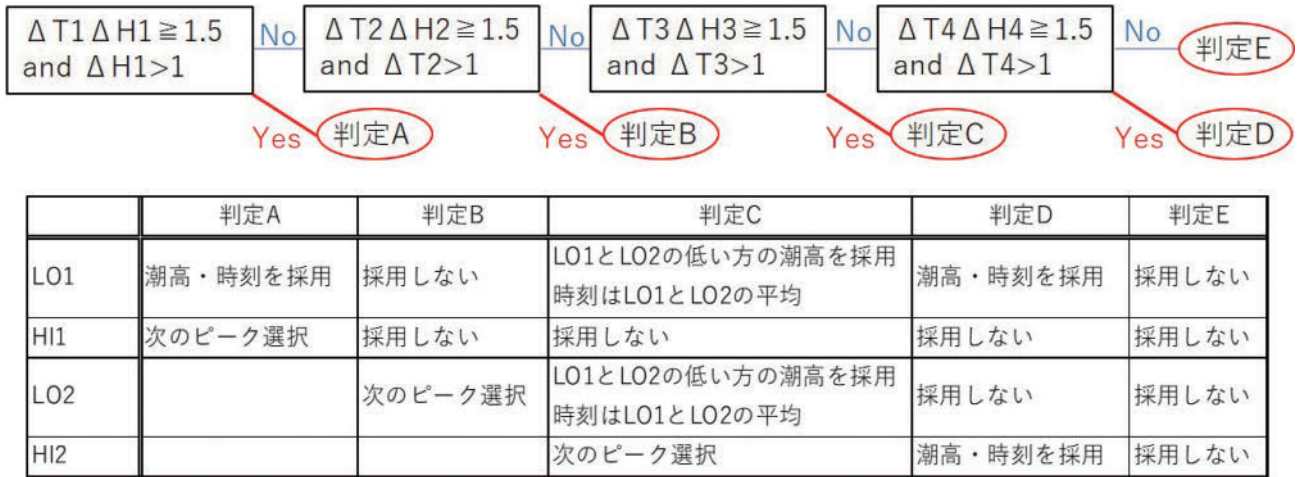 ΔT1ΔH1≧1.5
and ΔH1>1
No
ΔT2ΔH2≧1.5
and ΔT2>1
No
ΔT3ΔH3≧1.5
and ΔT3>1
No
ΔT4ΔH4≧1.5
and ΔT4>1
No
判定E
Yes
判定A
Yes
判定B
Yes
判定C
Yes
判定D
判定A 判定B 判定C 判定D 判定E
LO1 潮高・時刻を採用 採用しない LO1とLO2の低い方の潮高を採用 潮高・時刻を採用 採用しない
時刻はLO1とLO2の平均
HI1 次のピーク選択 採用しない 採用しない 採用しない 採用しない
LO2 次のピーク選択 LO1とLO2の低い方の潮高を採用 採用しない 採用しない
時刻はLO1とLO2の平均
HI2 次のピーク選択 潮高・時刻を採用 採用しない